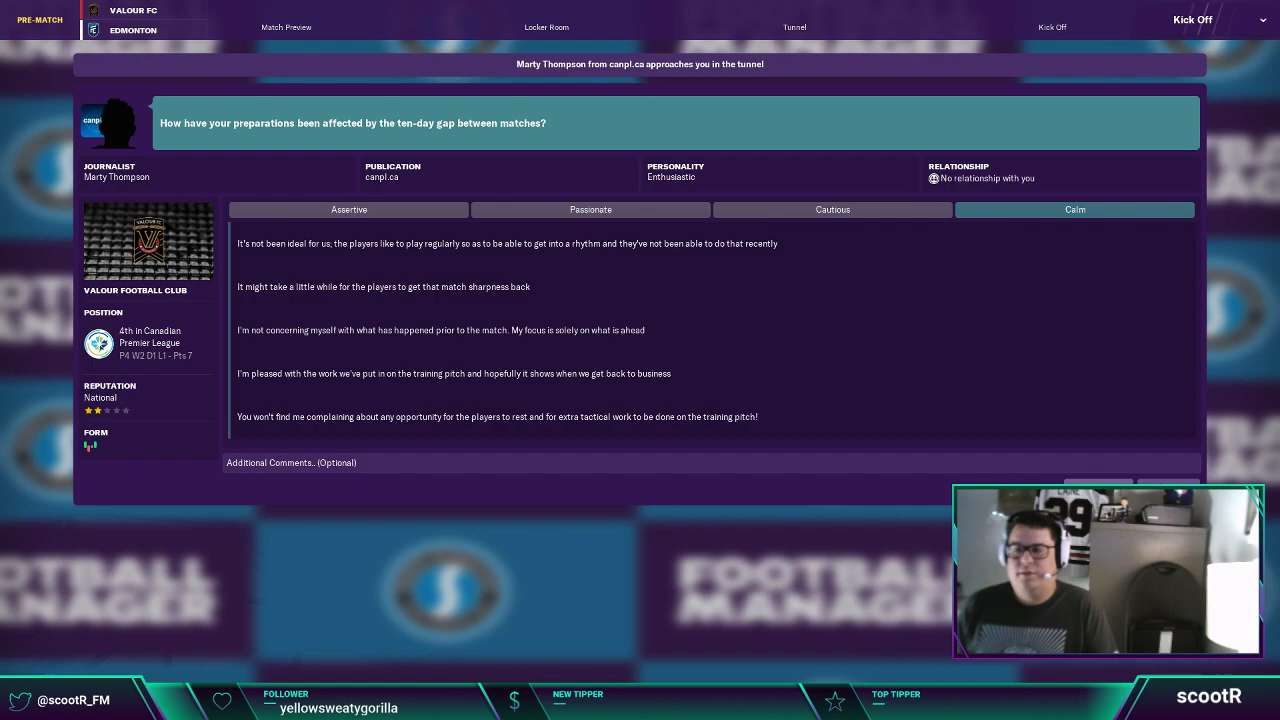 PRE-MATCH
VALOUR FC
EDMONTON
Match Preview
Locker Room
Tunnel
Kick Off
Kick Off
Marty Thompson from canpl.ca approaches you in the tunnel
canpl
How have your preparations been affected by the ten-day gap between matches?
JOURNALIST
Marty Thompson
PUBLICATION
canpl.ca
PERSONALITY
Enthusiastic
RELATIONSHIP
No relationship with you
Assertive
Passionate
Cautious
Calm
It's not been ideal for us; the players like to play regularly so as to be able to get into a rhythm and they've not been able to do that recently
It might take a little while for the players to get that match sharpness back
I'm not concerning myself with what has happened prior to the match. My focus is solely on what is ahead
I'm pleased with the work we've put in on the training pitch and hopefully it shows when we get back to business
You won't find me complaining about any opportunity for the players to rest and for extra tactical work to be done on the training pitch!
Additional Comments.. (Optional)
VALOUR FC
VALOUR FOOTBALL CLUB
POSITION
4th in Canadian
Premier League
P4 W2 D1 L1 - Pts 7
REPUTATION
National
FORM
LAINE
29
FOOTBALL
MANAGER
FOOTBALL
MANAGER
@scootR_FM
FOLLOWER
yellowsweatygorilla
NEW TIPPER
TOP TIPPER
scootR